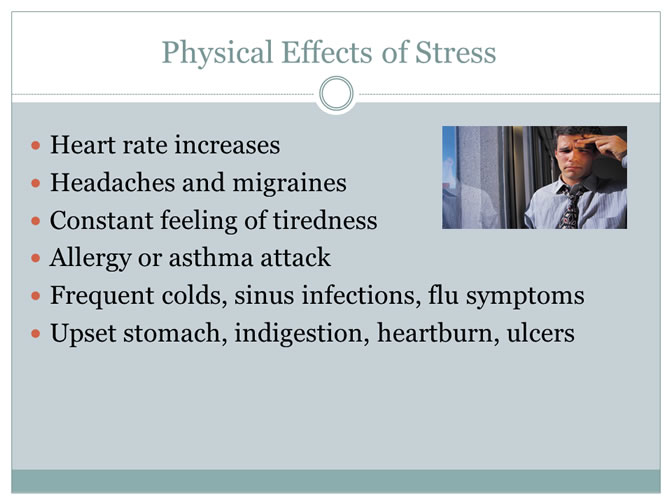 Physical Effects of Stress
Heart rate increases
Headaches and migraines
Constant feeling of tiredness
Allergy or asthma attack
Frequent colds, sinus infections, flu symptoms
Upset stomach, indigestion, heartburn, ulcers